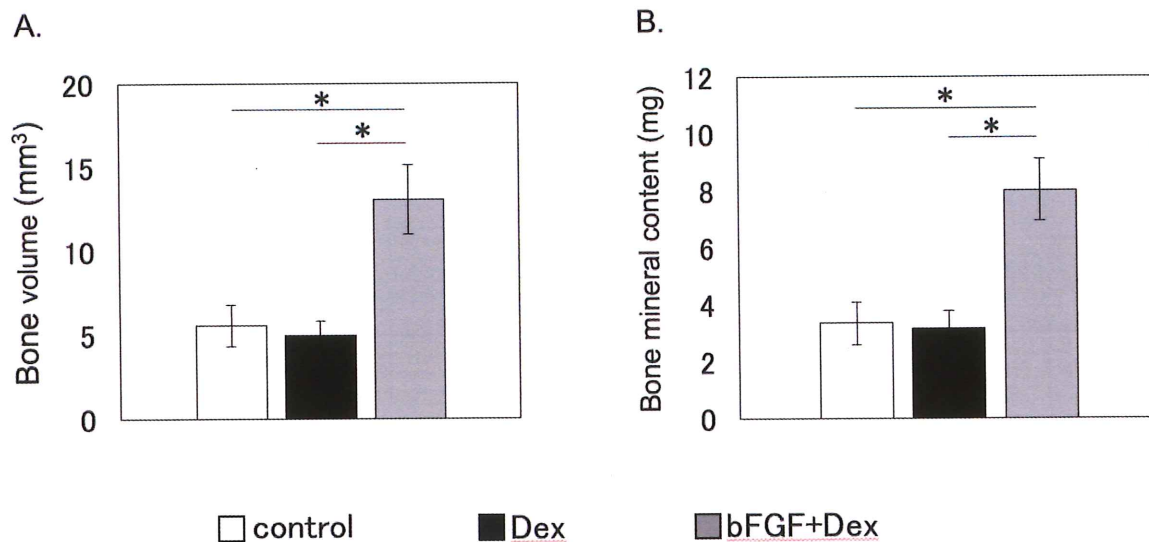 A.
Bone volume (mm³)
20
15
10
5
0
*
*
B.
Bone mineral content (mg)
12
10
8
6
4
2
0
*
*
control
Dex
bFGF+Dex